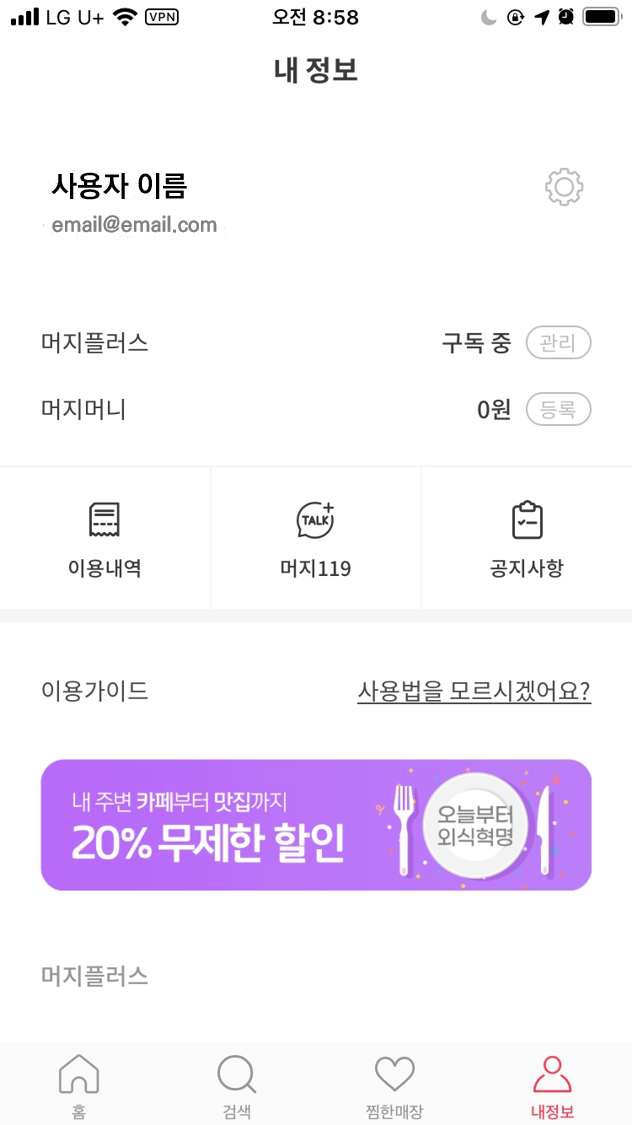 LG U+ VPN 오전 8:58
내 정보
사용자 이름
email@email.com
머지플러스 구독 중 관리
머지머니 0원 등록
TALK
이용내역 머지119 공지사항
이용가이드 사용법을 모르시겠어요?
내 주변 카페부터 맛집까지
20% 무제한 할인
오늘부터
외식혁명
머지플러스
홈 검색 찜한매장 내정보